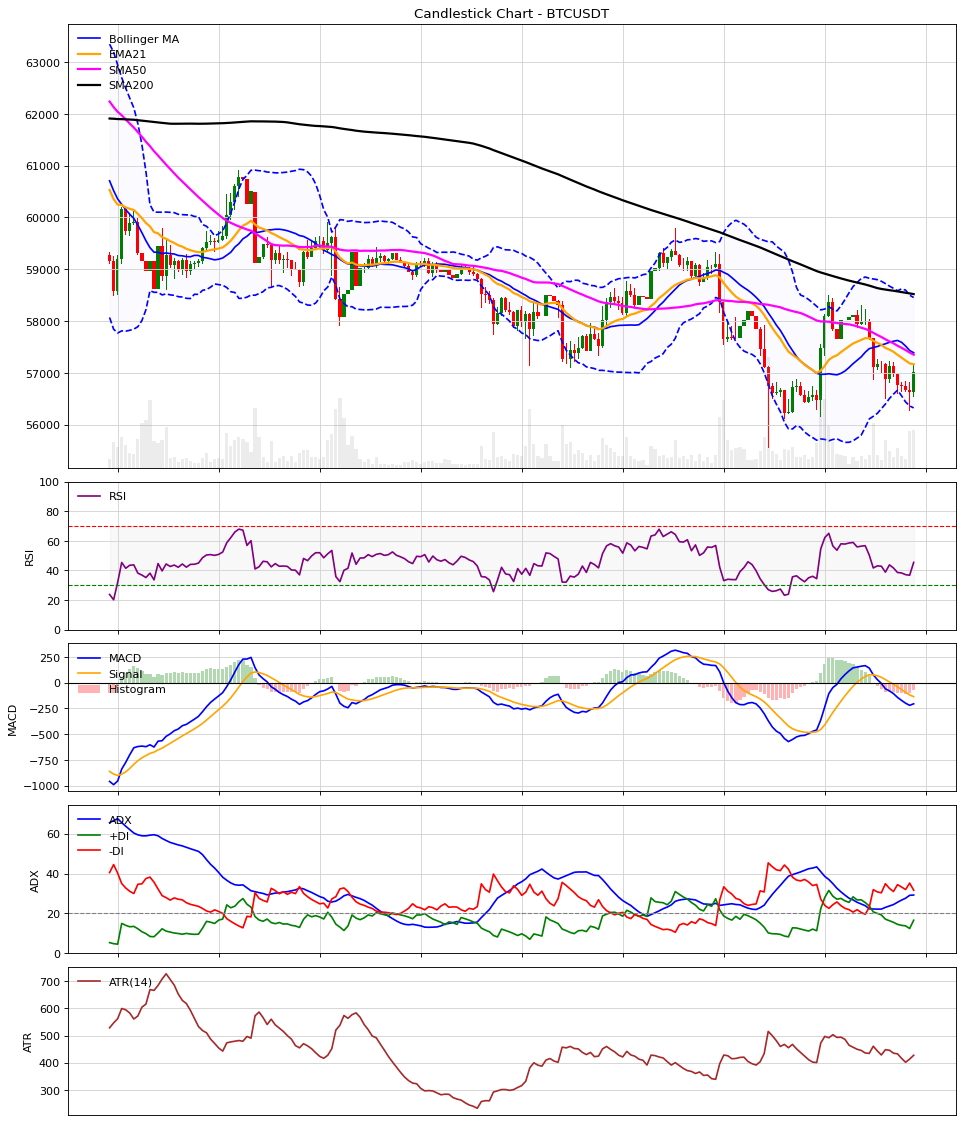 Candlestick Chart - BTCUSDT
Bollinger MA
EMA21
SMA50
SMA200
63000
62000
61000
60000
59000
58000
57000
56000
RSI
100
80
60
40
20
0
RSI
MACD
Signal
Histogram
250
0
−250
−500
−750
−1000
MACD
ADX
+DI
-DI
60
40
20
0
ADX
ATR(14)
700
600
500
400
300
ATR